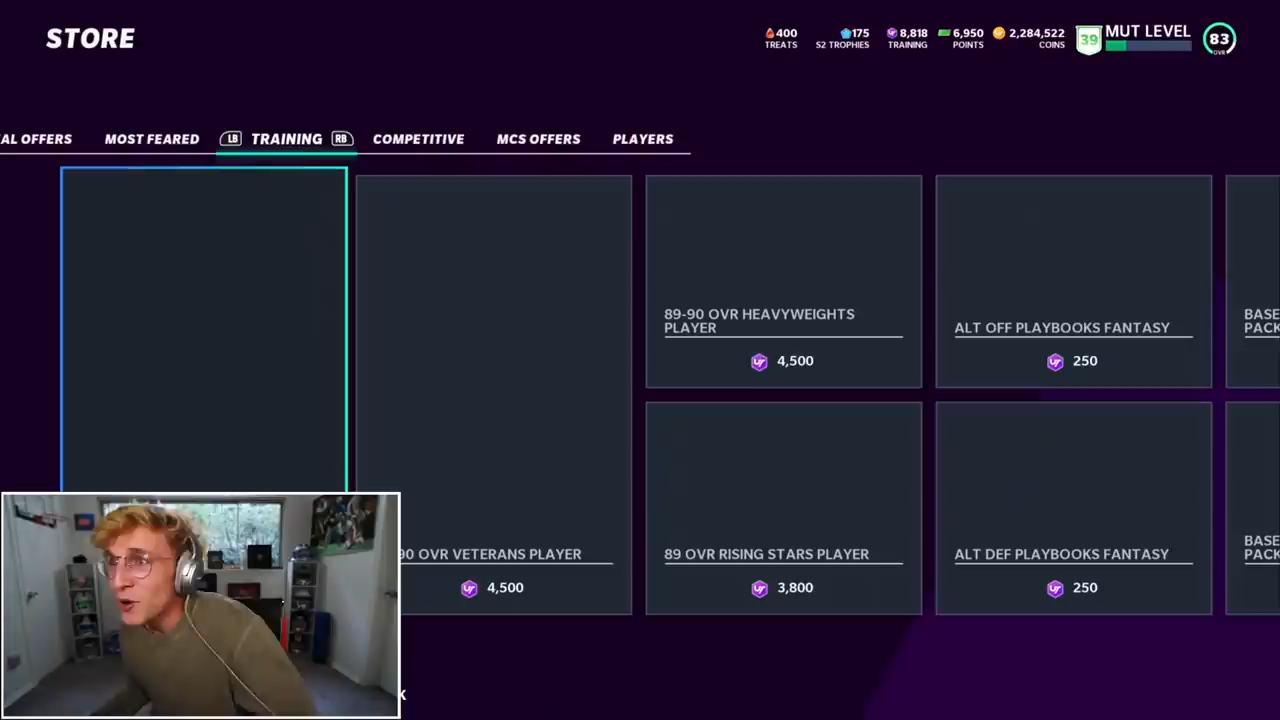 STORE
400
TREATS
175
S2 TROPHIES
8,818
TRAINING
6,950
POINTS
2,284,522
COINS
39
MUT LEVEL
83
OVR
AL OFFERS
MOST FEARED
LB
TRAINING
RB
COMPETITIVE
MCS OFFERS
PLAYERS
89-90 OVR HEAVYWEIGHTS
PLAYER
4,500
ALT OFF PLAYBOOKS FANTASY
250
BASE
PACK
90 OVR VETERANS PLAYER
4,500
89 OVR RISING STARS PLAYER
3,800
ALT DEF PLAYBOOKS FANTASY
250
BASE
PACK